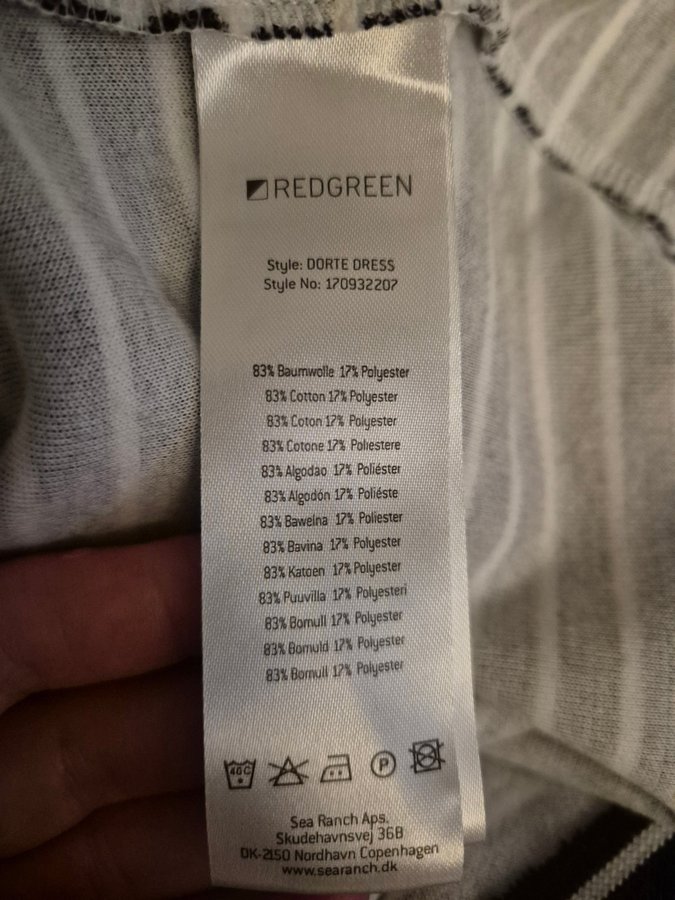 REDGREEN
Style: DORTE DRESS
Style No: 170932207
83% Baumwolle 17% Polyester
83% Cotton 17% Polyester
83% Coton 17% Polyester
83% Cotone 17% Poliestere
83% Algodao 17% Poliéster
83% Algodón 17% Poliéste
83% Bawelna 17% Poliester
83% Bavlna 17% Polyester
83% Katoen 17% Polyester
83% Puuvilla 17% Polyesteri
83% Bomull 17% Polyester
83% Bomuld 17% Polyester
83% Bomull 17% Polyester
40C P
Sea Ranch Aps.
Skudehavnsvej 36B
DK-2150 Nordhavn Copenhagen
www.searanch.dk